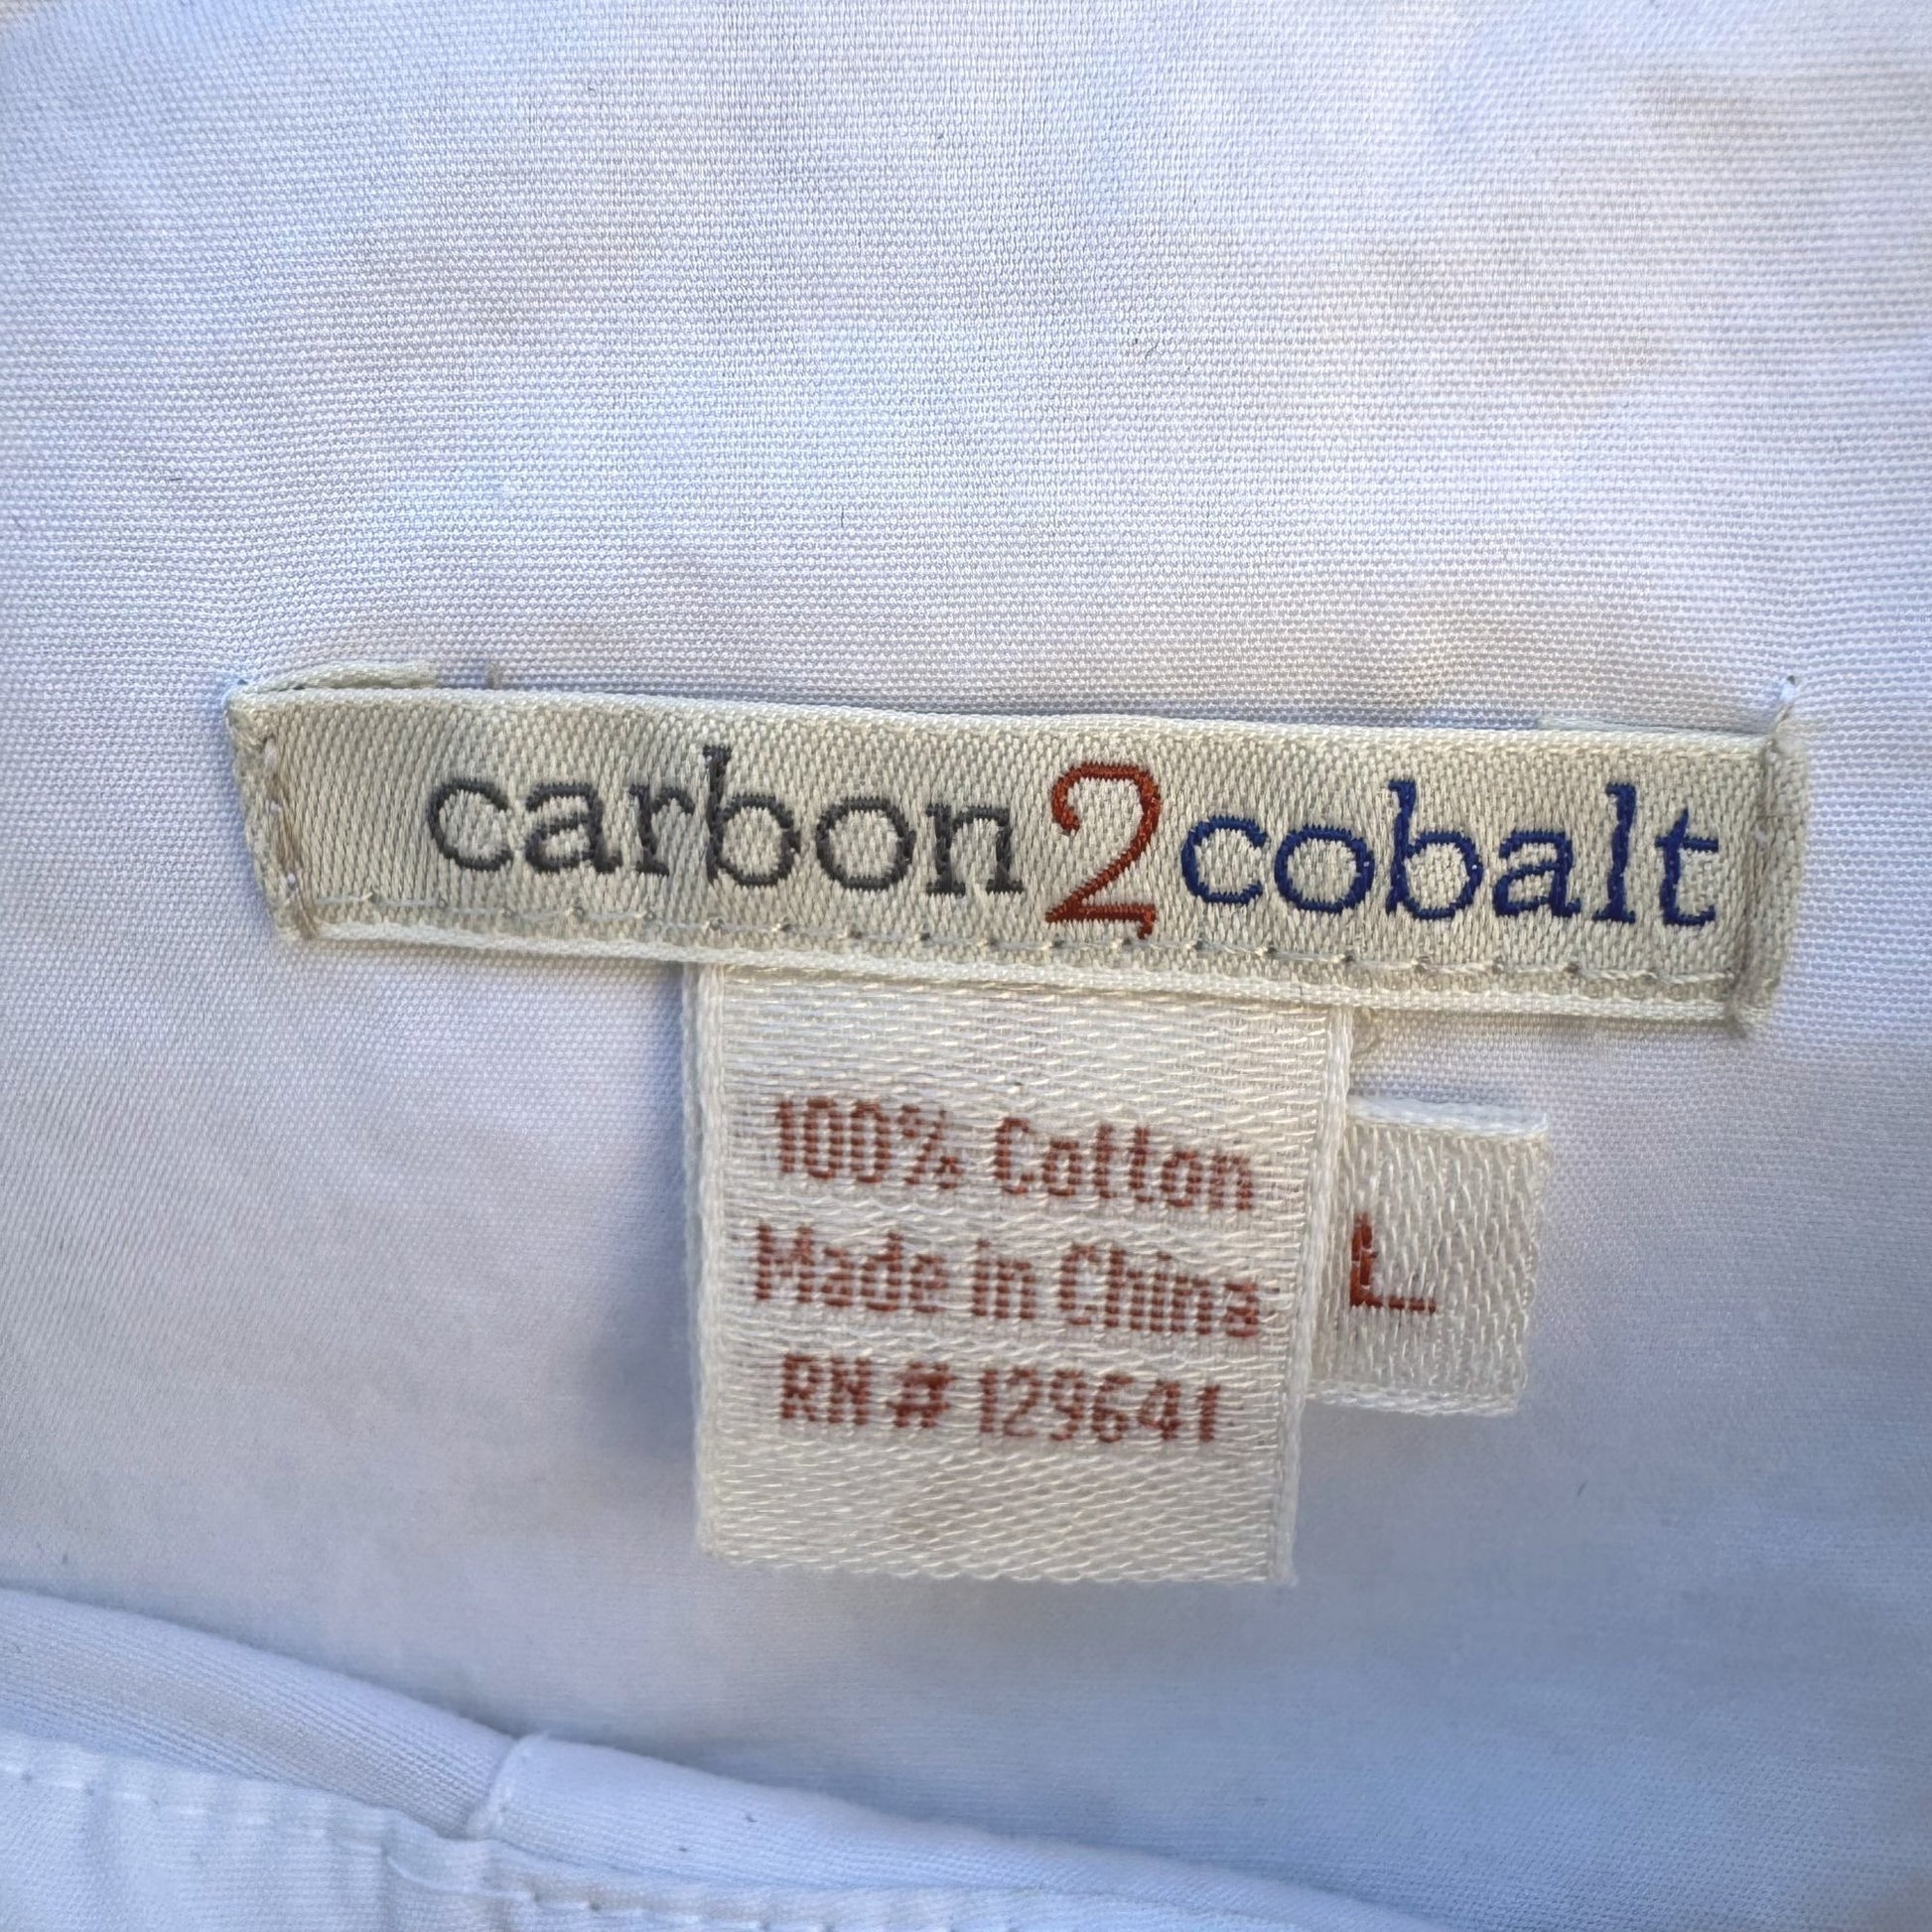 carbon2cobalt
100% Cotton
Made in China
RN # 129641
L